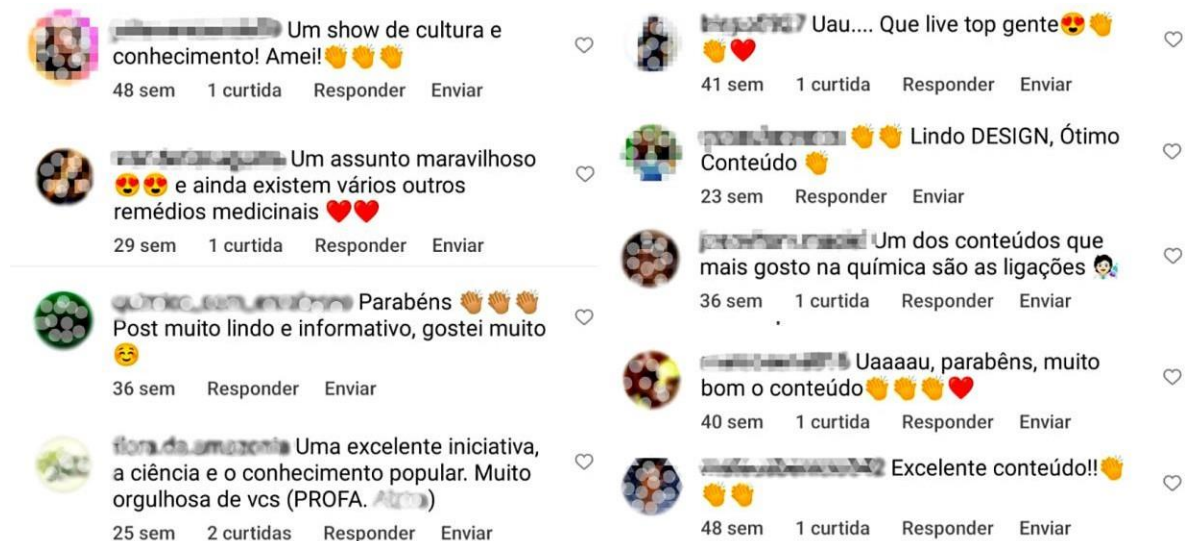 Um show de cultura e
conhecimento! Amei!👏👏👏
48 sem 1 curtida Responder Enviar
Um assunto maravilhoso
😍😍 e ainda existem vários outros
remédios medicinais ❤️❤️
29 sem 1 curtida Responder Enviar
Parabéns 👏🏽👏🏽👏🏽
Post muito lindo e informativo, gostei muito
☺️
36 sem Responder Enviar
Uma excelente iniciativa,
a ciência e o conhecimento popular. Muito
orgulhosa de vcs (PROFA. )
25 sem 2 curtidas Responder Enviar
Uau.... Que live top gente😍👏
👏❤️
41 sem 1 curtida Responder Enviar
👏👏 Lindo DESIGN, Ótimo
Conteúdo 👏
23 sem Responder Enviar
Um dos conteúdos que
mais gosto na química são as ligações 🧑🏻‍🎤
36 sem 1 curtida Responder Enviar
Uaaaau, parabêns, muito
bom o conteúdo👏👏👏❤️
40 sem 1 curtida Responder Enviar
Excelente conteúdo!!👏
👏👏
48 sem 1 curtida Responder Enviar